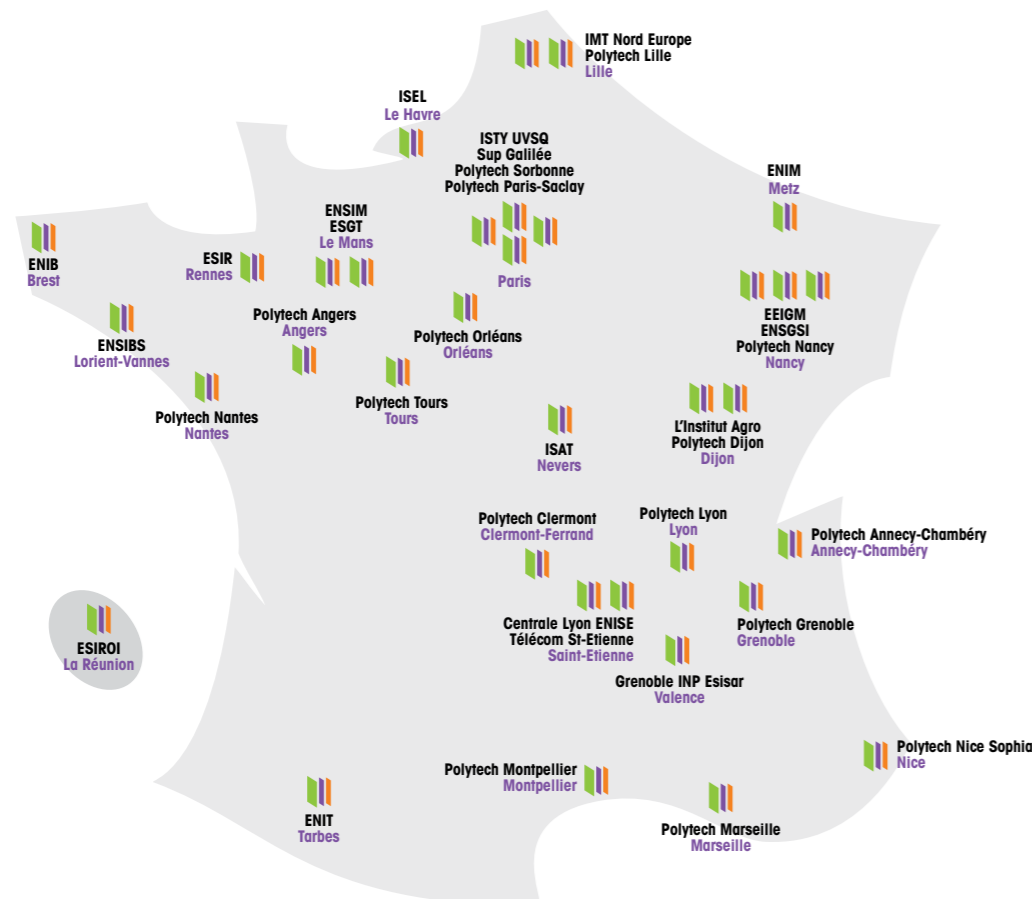 IMT Nord Europe
Polytech Lille
Lille
ISEL
Le Havre
ISTY UVSQ
Sup Galilée
Polytech Sorbonne
Polytech Paris-Saclay
Paris
ENIM
Metz
ENIB
Brest
ESIR
Rennes
ENSIM
ESGT
Le Mans
ENSIBS
Lorient-Vannes
Polytech Angers
Angers
Polytech Orléans
Orléans
EEIGM
ENSGSI
Polytech Nancy
Nancy
Polytech Nantes
Nantes
Polytech Tours
Tours
ISAT
Nevers
L'Institut Agro
Polytech Dijon
Dijon
Polytech Clermont
Clermont-Ferrand
Polytech Lyon
Lyon
Polytech Annecy-Chambéry
Annecy-Chambéry
Centrale Lyon ENISE
Télécom St-Etienne
Saint-Etienne
Polytech Grenoble
Grenoble
ESIROI
La Réunion
Grenoble INP Esisar
Valence
Polytech Nice Sophia
Nice
Polytech Montpellier
Montpellier
ENIT
Tarbes
Polytech Marseille
Marseille